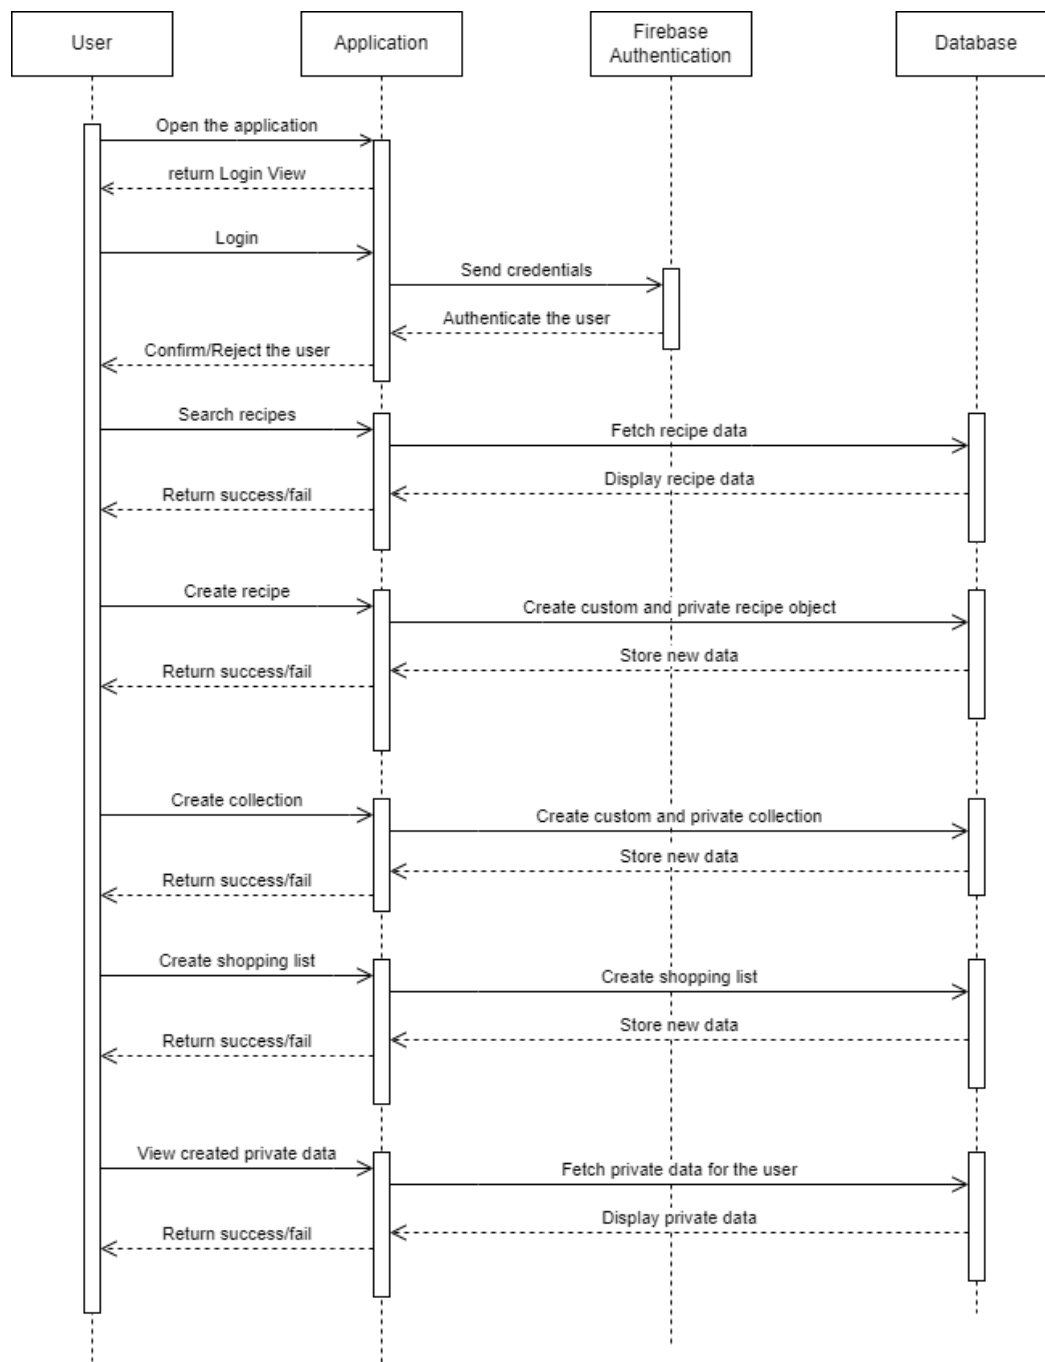 User
Application
Firebase
Authentication
Database
Open the application
return Login View
Login
Send credentials
Authenticate the user
Confirm/Reject the user
Search recipes
Fetch recipe data
Display recipe data
Return success/fail
Create recipe
Create custom and private recipe object
Store new data
Return success/fail
Create collection
Create custom and private collection
Store new data
Return success/fail
Create shopping list
Create shopping list
Store new data
Return success/fail
View created private data
Fetch private data for the user
Display private data
Return success/fail